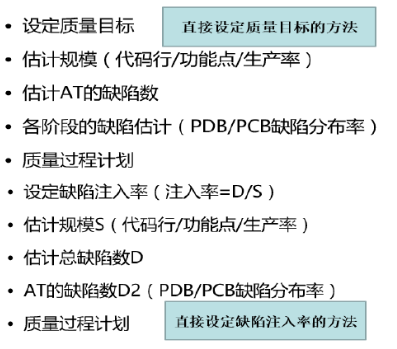 • 设定质量目标
直接设定质量目标的方法
• 估计规模（代码行/功能点/生产率）
• 估计AT的缺陷数
• 各阶段的缺陷估计（PDB/PCB缺陷分布率）
• 质量过程计划
• 设定缺陷注入率（注入率=D/S）
• 估计规模S（代码行/功能点/生产率）
• 估计总缺陷数D
• AT的缺陷数D2（PDB/PCB缺陷分布率）
• 质量过程计划
直接设定缺陷注入率的方法